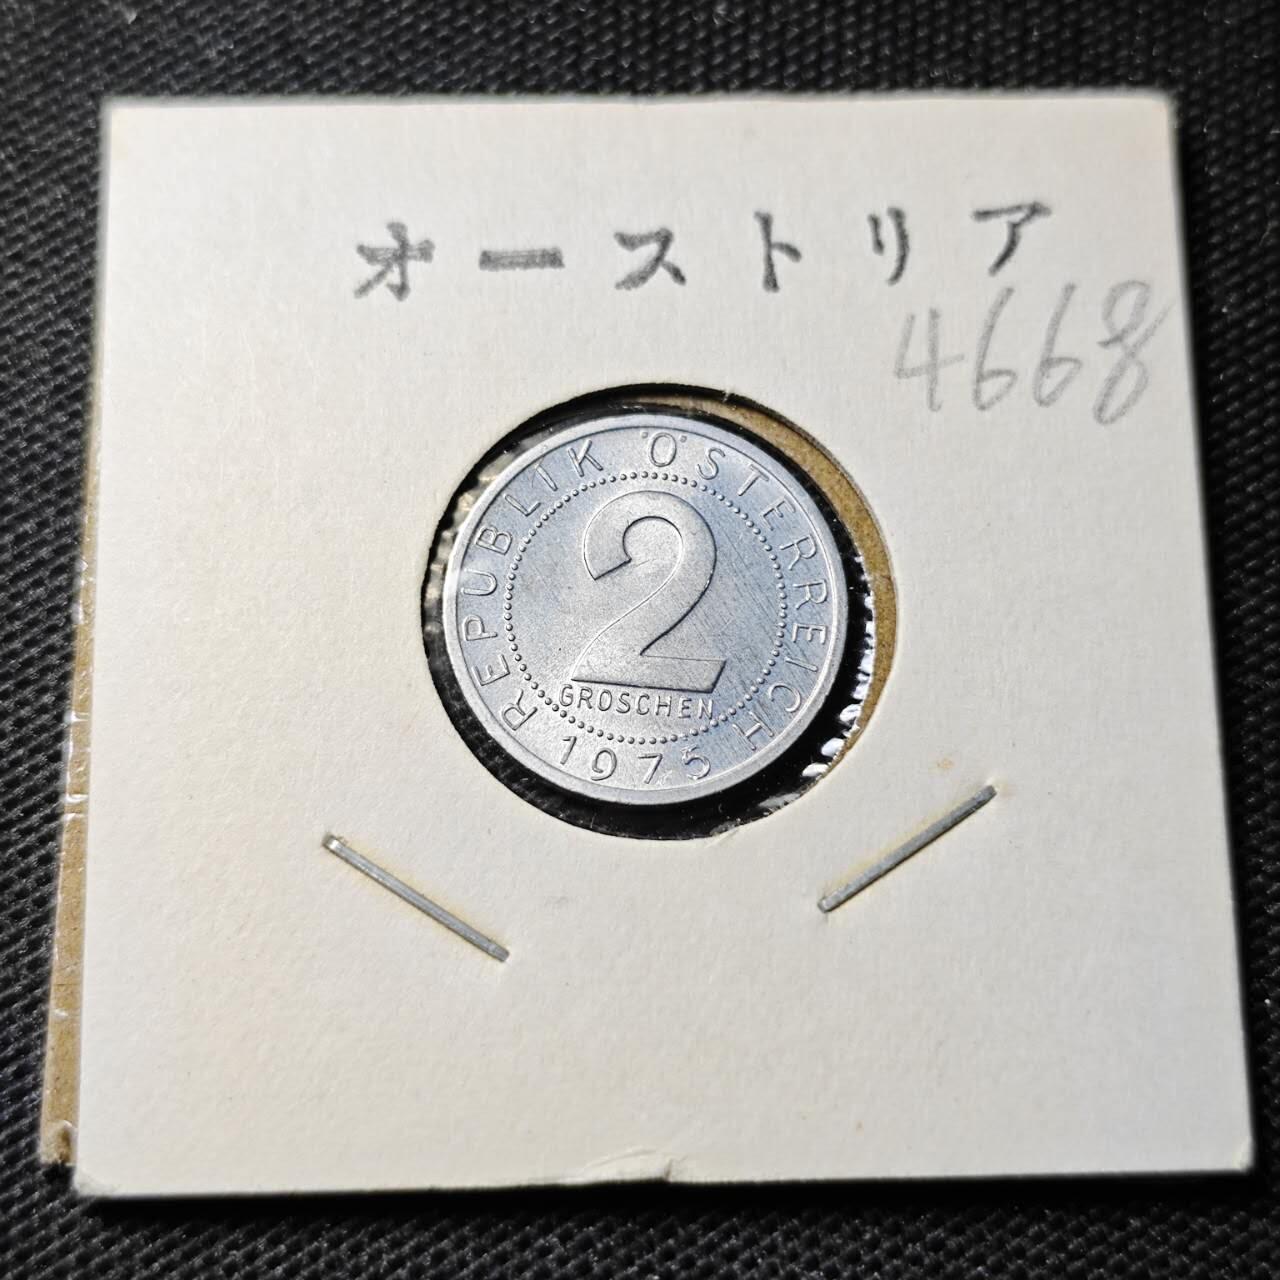 オーストリア
4668
REPUBLIK ÖSTERREICH
2
GROSCHEN
1975